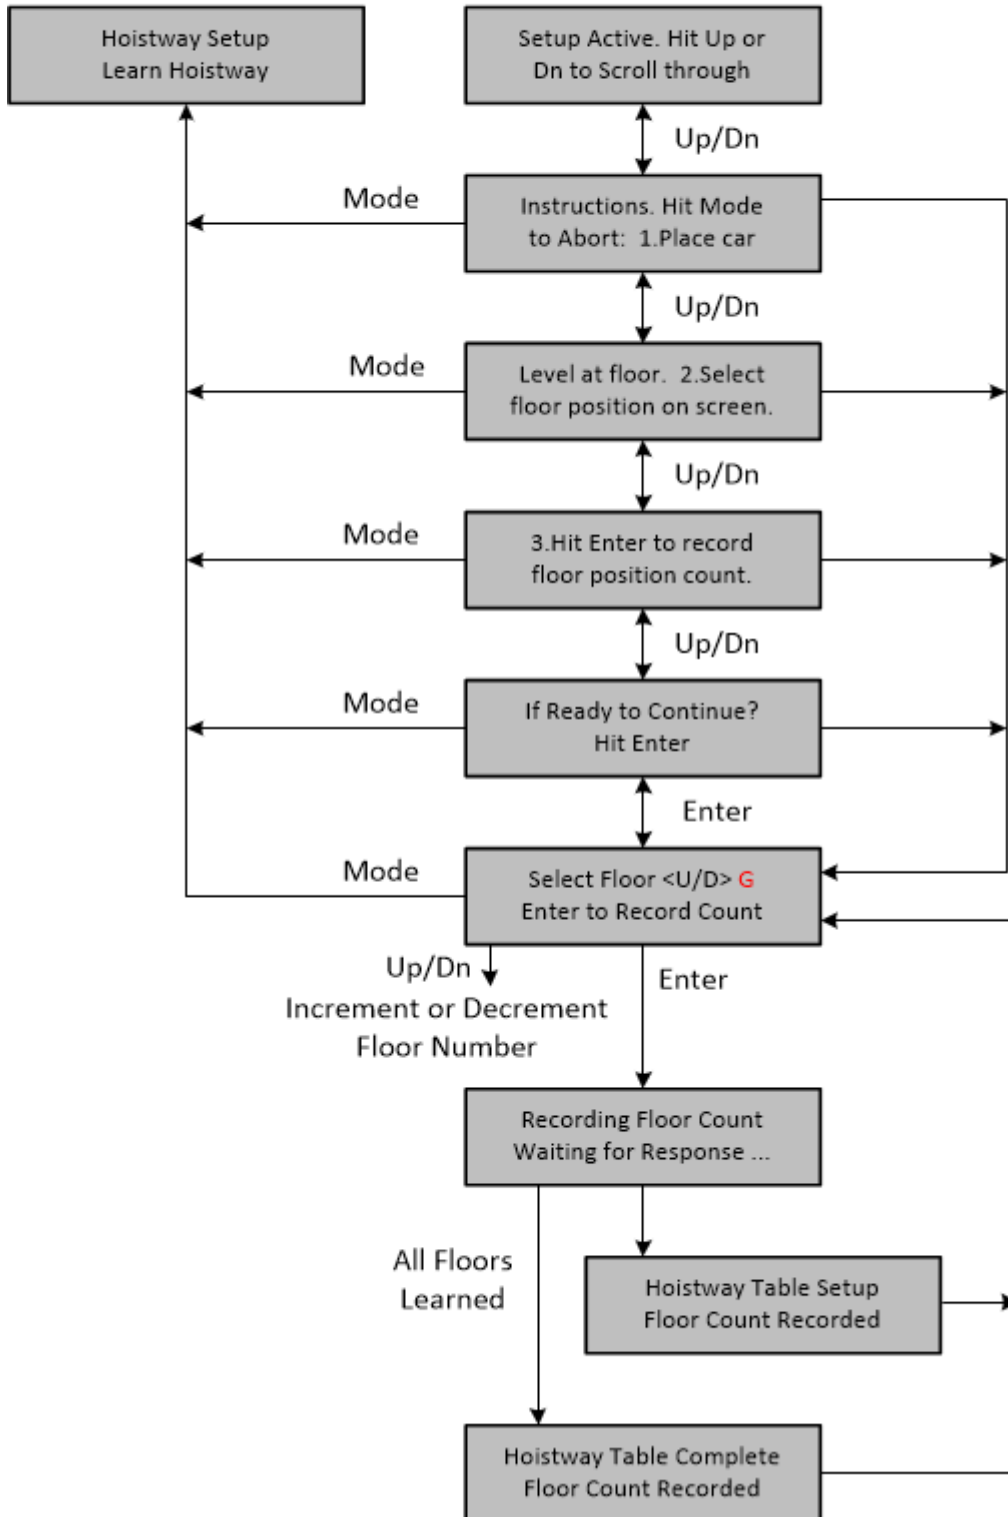 Hoistway Setup
Learn Hoistway
Setup Active. Hit Up or
Dn to Scroll through
Up/Dn
Mode
Instructions. Hit Mode
to Abort:  1.Place car
Up/Dn
Mode
Level at floor.  2.Select
floor position on screen.
Up/Dn
Mode
3.Hit Enter to record
floor position count.
Up/Dn
Mode
If Ready to Continue?
Hit Enter
Enter
Mode
Select Floor <U/D> G
Enter to Record Count
Up/Dn
Increment or Decrement
Floor Number
Enter
Recording Floor Count
Waiting for Response ...
All Floors
Learned
Hoistway Table Setup
Floor Count Recorded
Hoistway Table Complete
Floor Count Recorded